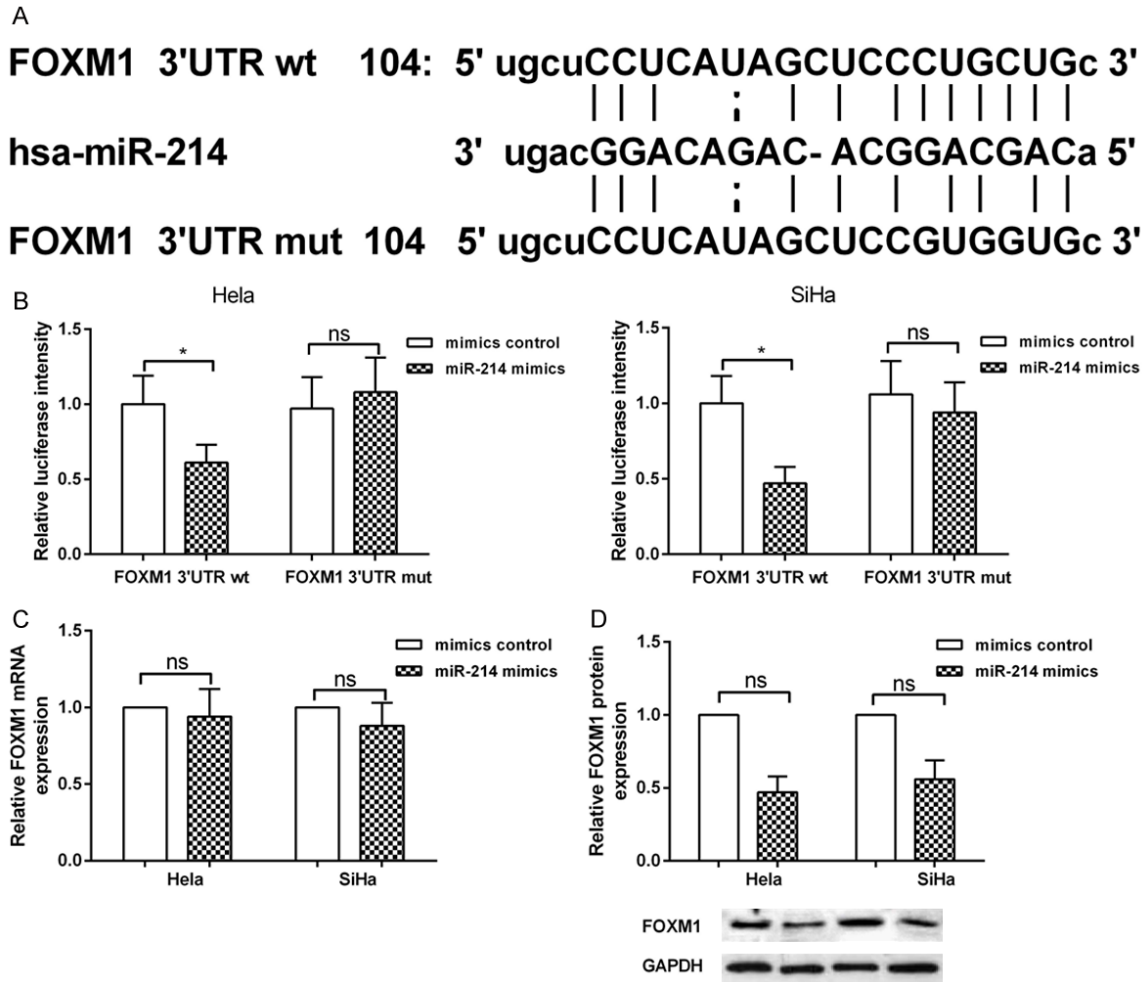 A
FOXM1 3'UTR wt 104: 5' ugcuCCUCAUAGCUCCCUGCUGc 3'
hsa-miR-214 3' ugacGGACAGAC- ACGGACGACa 5'
FOXM1 3'UTR mut 104 5' ugcuCCUCAUAGCUCCGUGGUGc 3'
B
Hela
Relative luciferase intensity
1.5
1.0
0.5
0.0
*
ns
mimics control
miR-214 mimics
FOXM1 3'UTR wt
FOXM1 3'UTR mut
SiHa
Relative luciferase intensity
1.5
1.0
0.5
0.0
*
ns
mimics control
miR-214 mimics
FOXM1 3'UTR wt
FOXM1 3'UTR mut
C
Relative FOXM1 mRNA
expression
1.5
1.0
0.5
0.0
ns
ns
mimics control
miR-214 mimics
Hela
SiHa
D
Relative FOXM1 protein
expression
1.5
1.0
0.5
0.0
ns
ns
mimics control
miR-214 mimics
Hela
SiHa
FOXM1
GAPDH